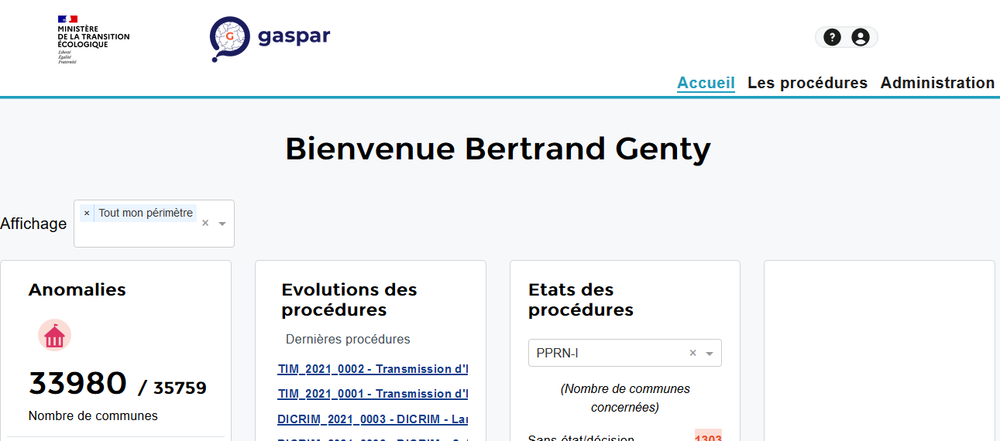 MINISTÈRE
DE LA TRANSITION
ÉCOLOGIQUE
Liberté
Égalité
Fraternité
G
gaspar
?
Accueil Les procédures Administration
Bienvenue Bertrand Genty
Affichage × Tout mon périmètre ×
Anomalies
33980 / 35759
Nombre de communes
Evolutions des
procédures
Dernières procédures
TIM_2021_0002 - Transmission d'I
TIM_2021_0001 - Transmission d'I
DICRIM_2021_0003 - DICRIM - Lar
Etats des
procédures
PPRN-I ×
(Nombre de communes
concernées)
Sans état/décision 1303